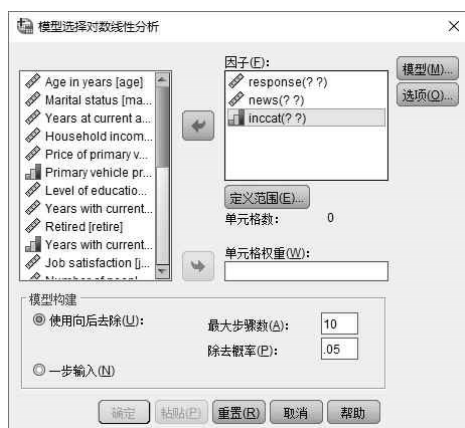 模型选择对数线性分析
Age in years [age]
Marital status [ma...
Years at current a...
Household incom...
Price of primary v...
Primary vehicle pr...
Level of educatio...
Years with current...
Retired [retire]
Years with current...
Job satisfaction [j...
因子(F):
response(? ?)
news(? ?)
inccat(? ?)
定义范围(E)...
单元格数: 0
单元格权重(W):
模型(M)...
选项(O)...
模型构建
使用向后去除(U):
最大步骤数(A): 10
除去概率(P): .05
一步输入(N)
确定 粘贴(P) 重置(R) 取消 帮助